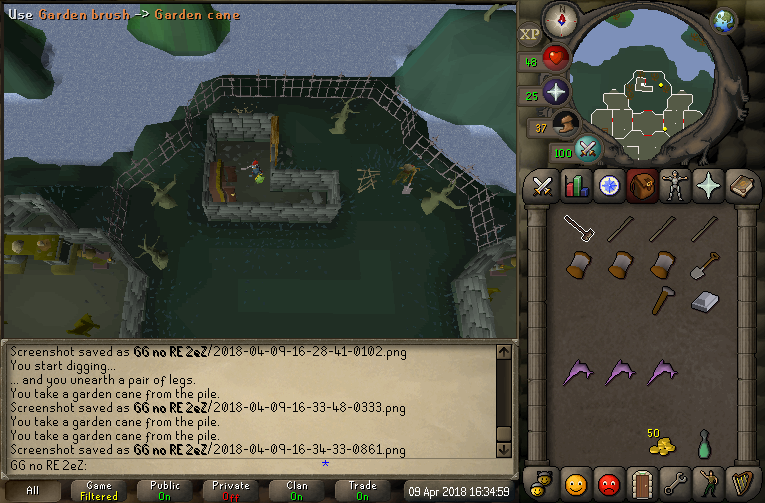 Use Garden brush -> Garden cane
N
XP
48
25
37
100
Screenshot saved as GG no RE 2eZ/2018-04-09-16-28-41-0102.png
You start digging...
... and you unearth a pair of legs.
You take a garden cane from the pile.
Screenshot saved as GG no RE 2eZ/2018-04-09-16-33-48-0333.png
You take a garden cane from the pile.
You take a garden cane from the pile.
Screenshot saved as GG no RE 2eZ/2018-04-09-16-34-33-0861.png
GG no RE 2eZ: *
50
All
Game
Filtered
Public
On
Private
Off
Clan
On
Trade
On
09 Apr 2018 16:34:59